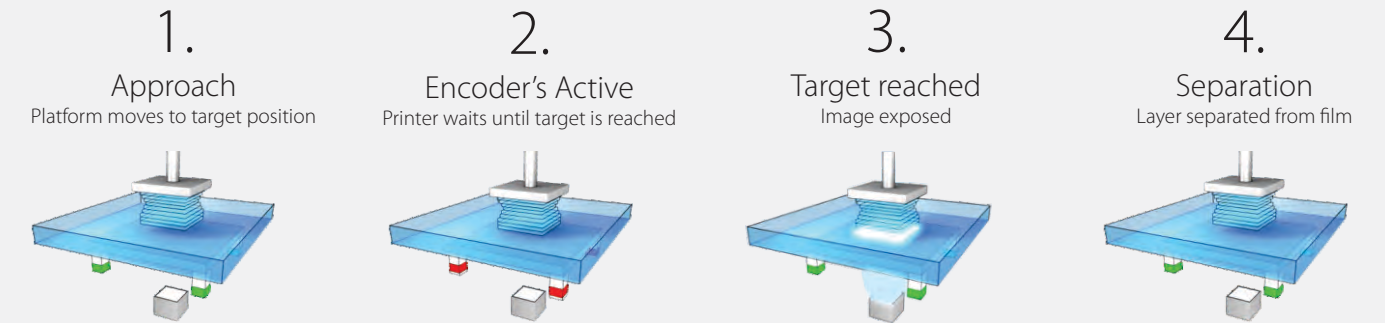 1.
Approach
Platform moves to target position
2.
Encoder's Active
Printer waits until target is reached
3.
Target reached
Image exposed
4.
Separation
Layer separated from film